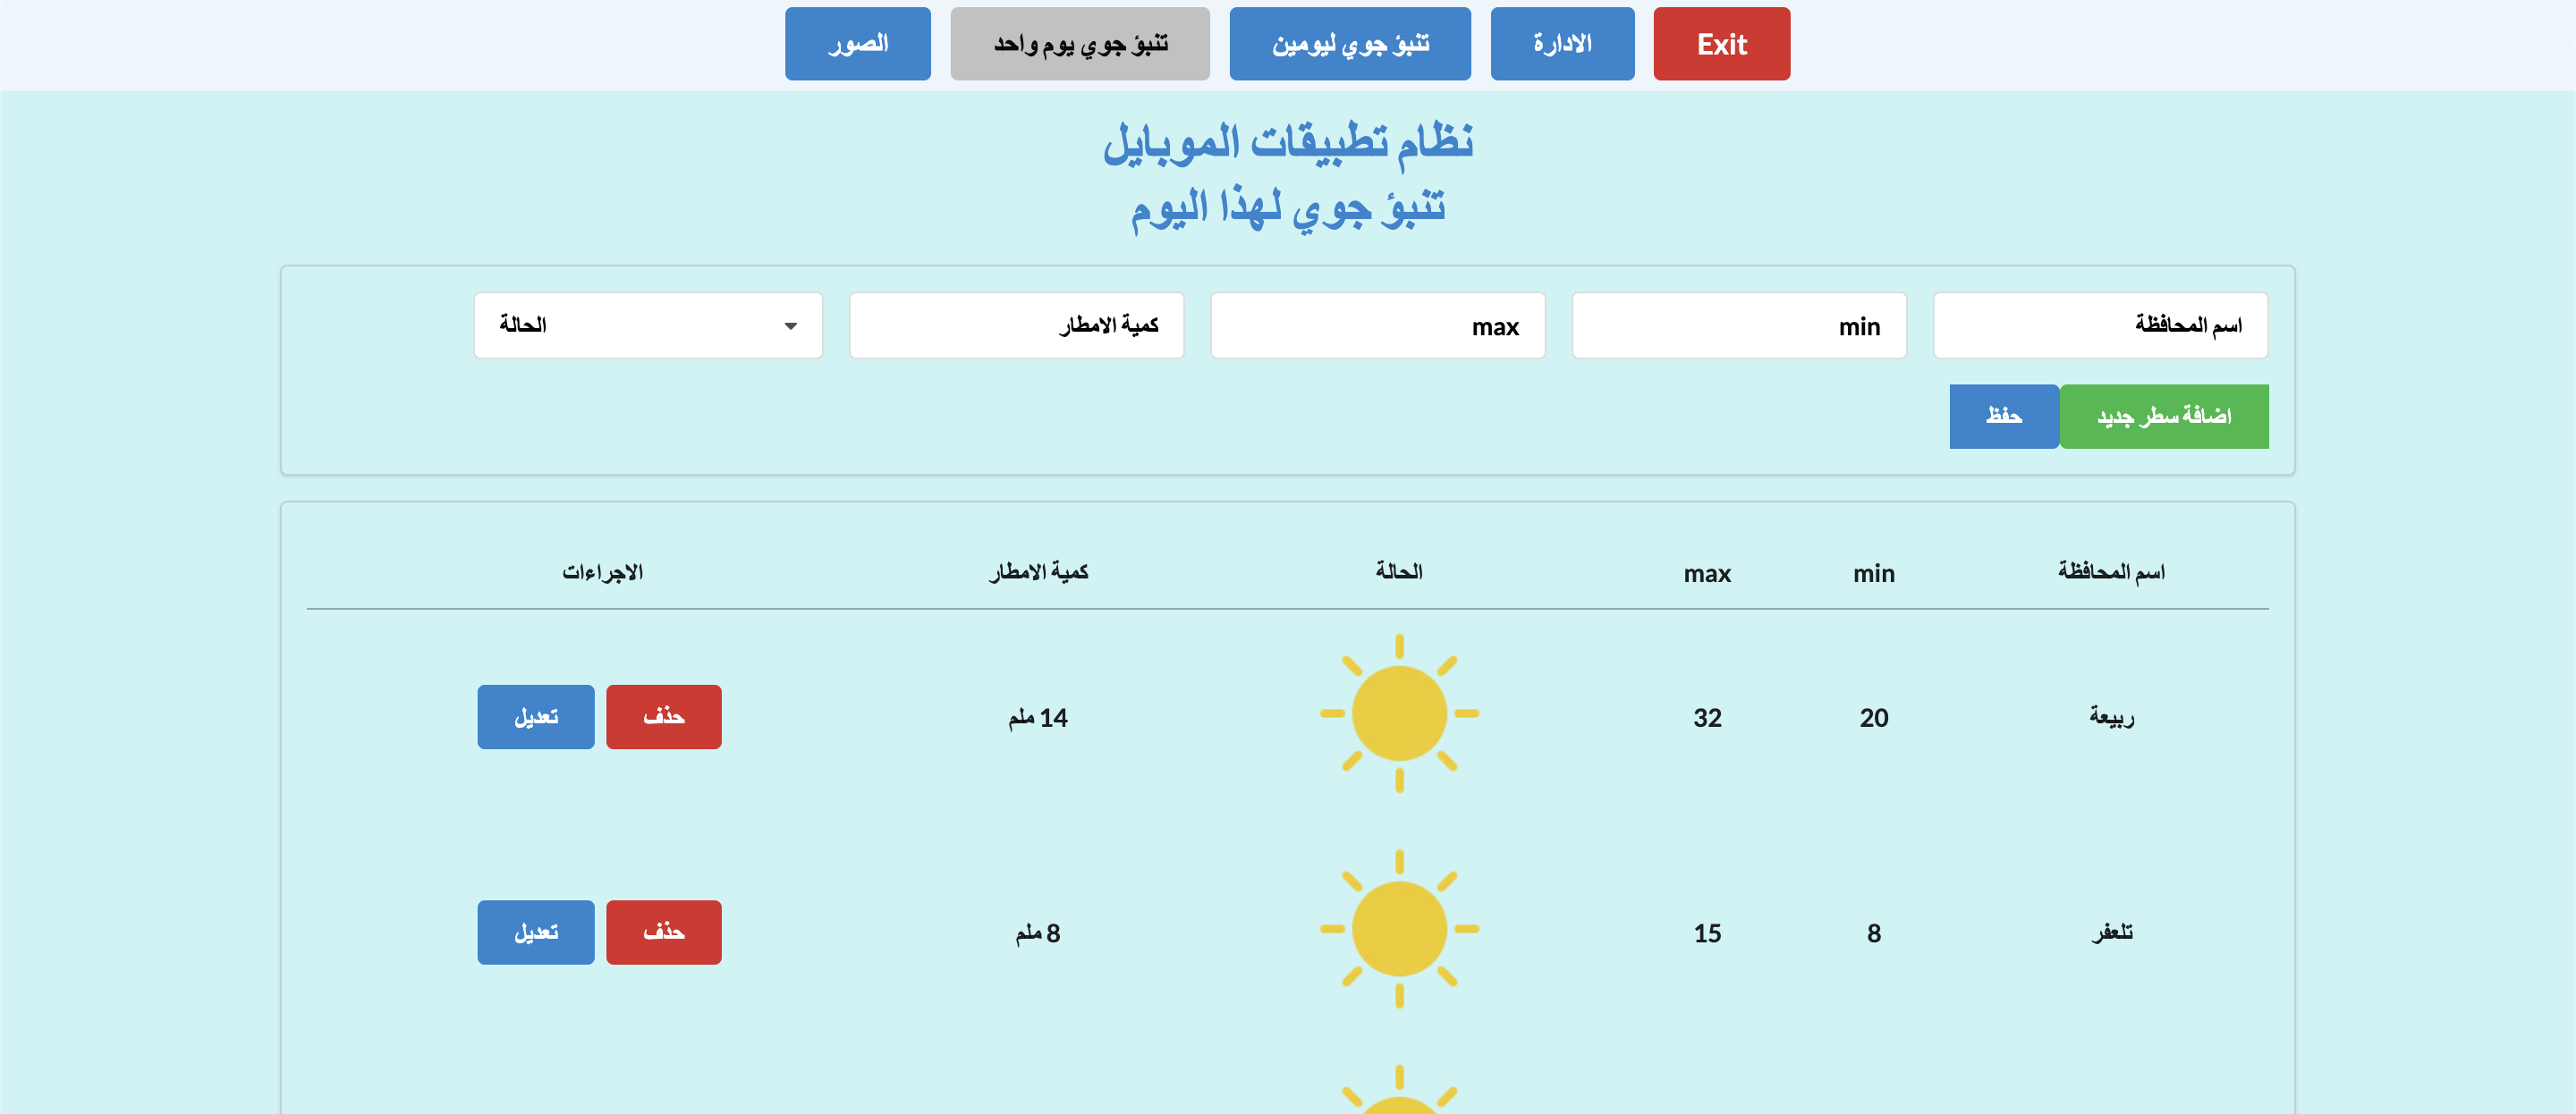 Exit الادارة تنبؤ جوي ليومين تنبؤ جوي يوم واحد الصور
نظام تطبيقات الموبايل
تنبؤ جوي لهذا اليوم
اسم المحافظة min max كمية الامطار الحالة
اضافة سطر جديد حفظ
اسم المحافظة min max الحالة كمية الامطار الاجراءات
ربيعة 20 32 14 ملم حذف تعديل
تلعفر 8 15 8 ملم حذف تعديل